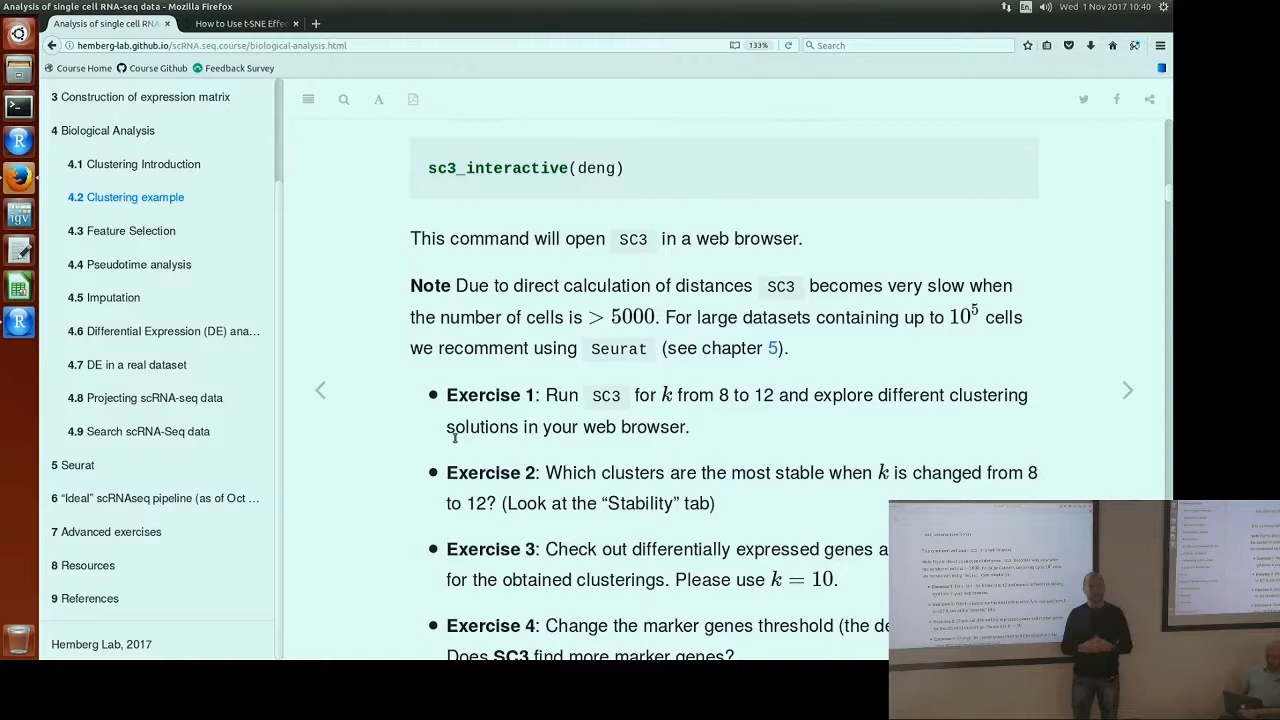 Analysis of single cell RNA-seq data - Mozilla Firefox
En
Wed 1 Nov 2017 10:40
Analysis of single cell RNA
How to Use t-SNE Effec
hemberg-lab.github.io/scRNA.seq.course/biological-analysis.html
133%
Search
Course Home
Course Github
Feedback Survey
3 Construction of expression matrix
4 Biological Analysis
4.1 Clustering Introduction
4.2 Clustering example
4.3 Feature Selection
4.4 Pseudotime analysis
4.5 Imputation
4.6 Differential Expression (DE) ana…
4.7 DE in a real dataset
4.8 Projecting scRNA-seq data
4.9 Search scRNA-Seq data
5 Seurat
6 “Ideal” scRNAseq pipeline (as of Oct …
7 Advanced exercises
8 Resources
9 References
Hemberg Lab, 2017
A
sc3_interactive(deng)
This command will open SC3 in a web browser.
Note Due to direct calculation of distances SC3 becomes very slow when
the number of cells is > 5000. For large datasets containing up to 10⁵ cells
we recomment using Seurat (see chapter 5).
Exercise 1: Run SC3 for k from 8 to 12 and explore different clustering
solutions in your web browser.
Exercise 2: Which clusters are the most stable when k is changed from 8
to 12? (Look at the “Stability” tab)
Exercise 3: Check out differentially expressed genes a
for the obtained clusterings. Please use k = 10.
Exercise 4: Change the marker genes threshold (the de
Does SC3 find more marker genes?
R
IGV
R